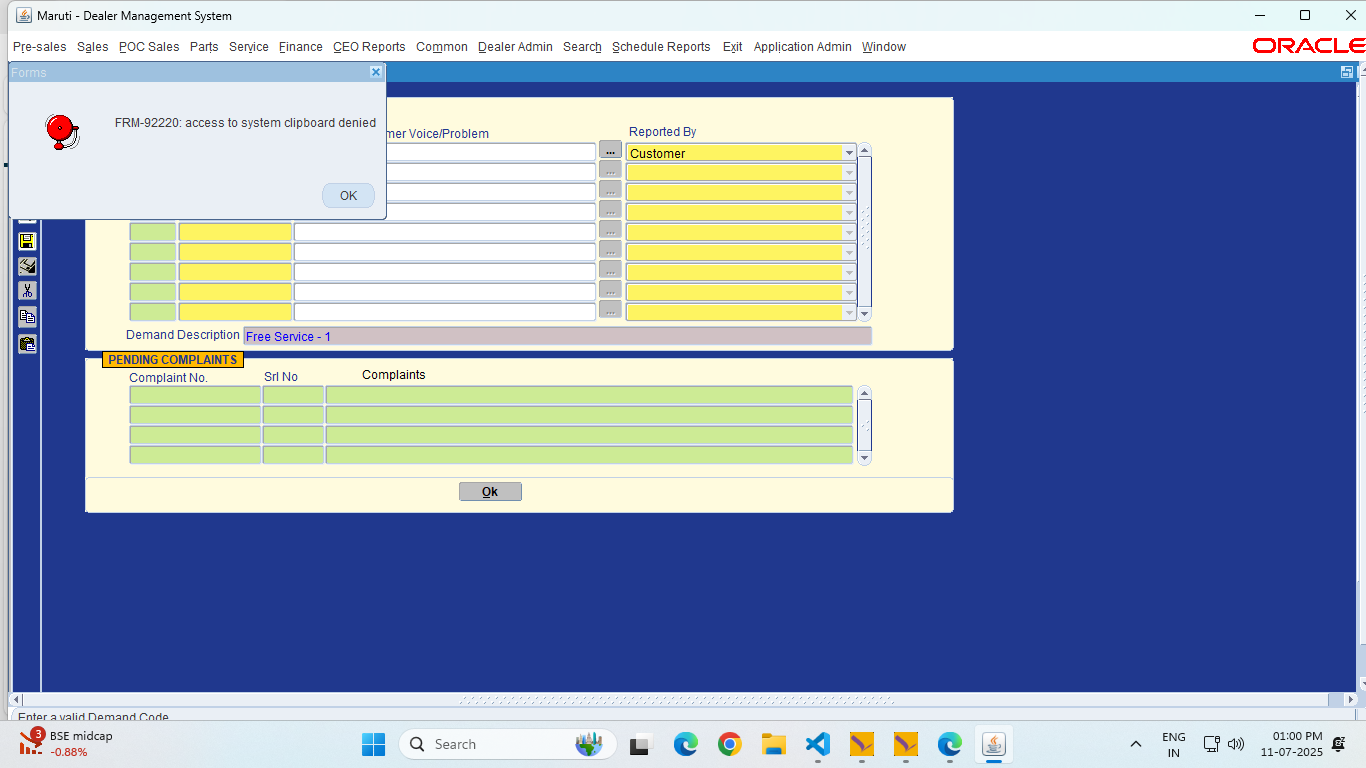 Maruti - Dealer Management System
Pre-sales Sales POC Sales Parts Service Finance CEO Reports Common Dealer Admin Search Schedule Reports Exit Application Admin Window
ORACLE
Forms
FRM-92220: access to system clipboard denied
OK
mer Voice/Problem
Reported By
...
Customer
...
...
...
...
...
...
...
...
Demand Description Free Service - 1
PENDING COMPLAINTS
Complaint No. Srl No Complaints
Ok
Enter a valid Demand Code
3
BSE midcap
-0.88%
Search
ENG
IN
01:00 PM
11-07-2025